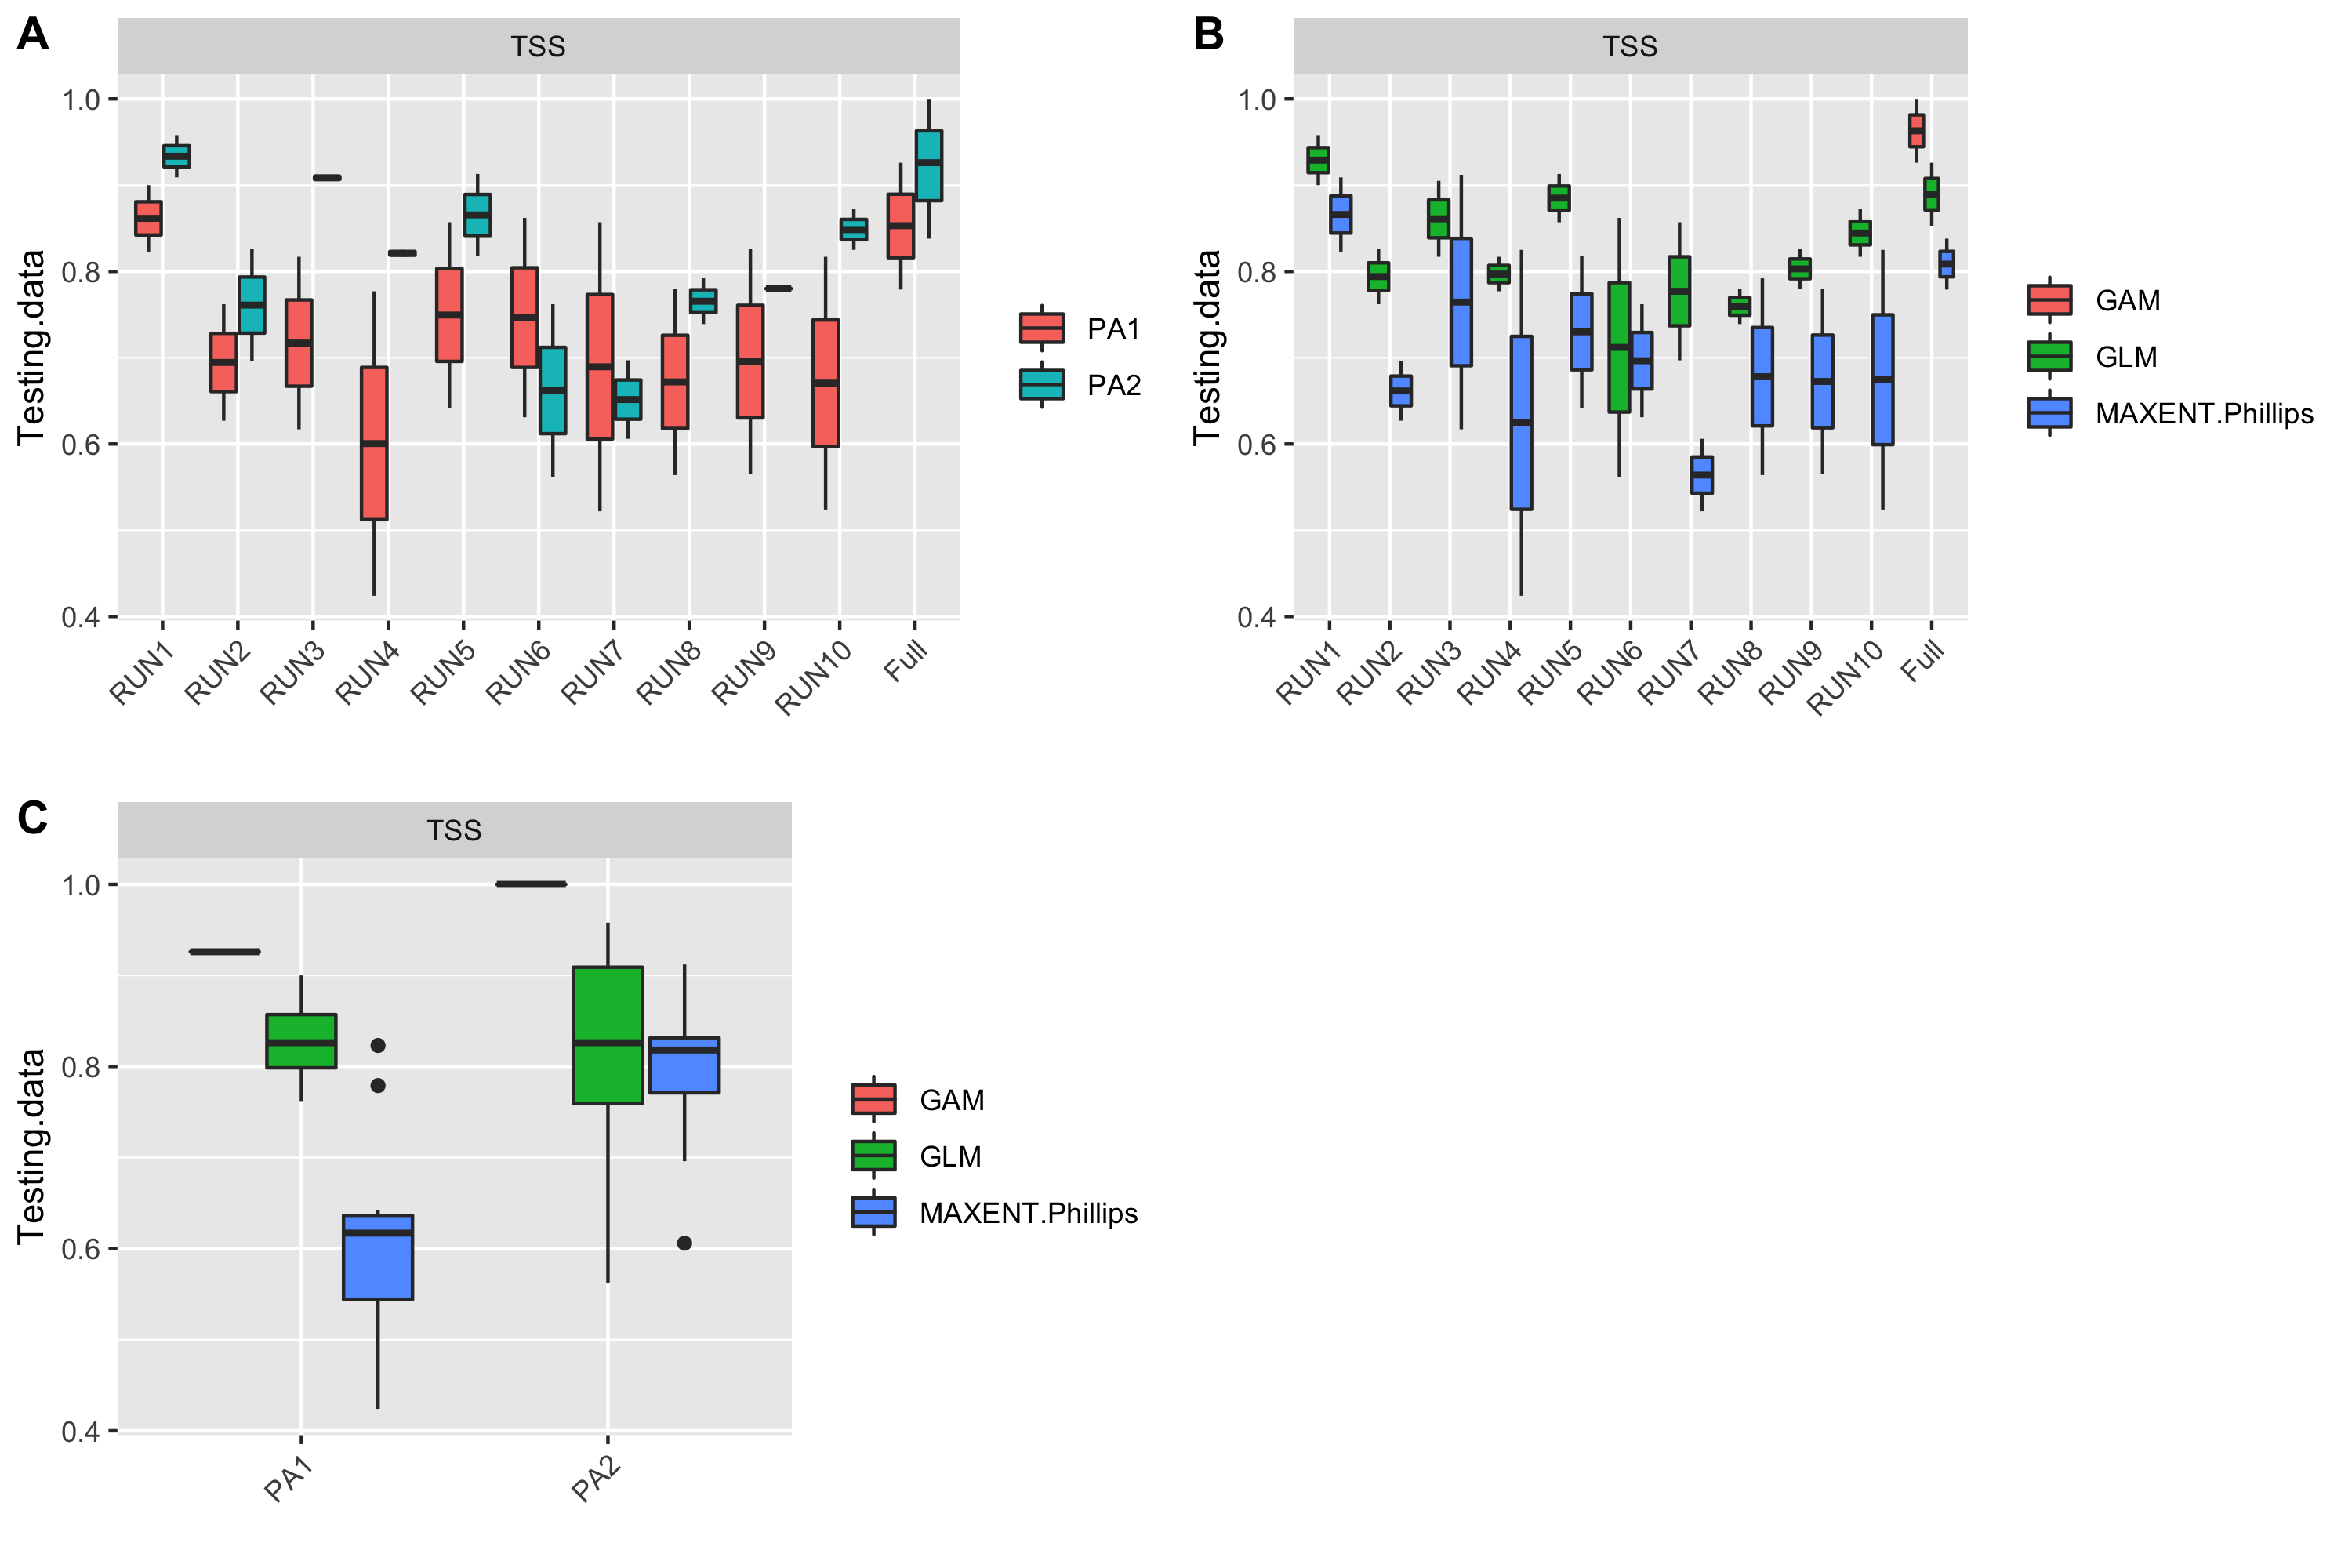 A
TSS
1.0
0.8
0.6
0.4
Testing.data
RUN1
RUN2
RUN3
RUN4
RUN5
RUN6
RUN7
RUN8
RUN9
RUN10
Full
PA1
PA2
B
TSS
1.0
0.8
0.6
0.4
Testing.data
RUN1
RUN2
RUN3
RUN4
RUN5
RUN6
RUN7
RUN8
RUN9
RUN10
Full
GAM
GLM
MAXENT.Phillips
C
TSS
1.0
0.8
0.6
0.4
Testing.data
PA1
PA2
GAM
GLM
MAXENT.Phillips